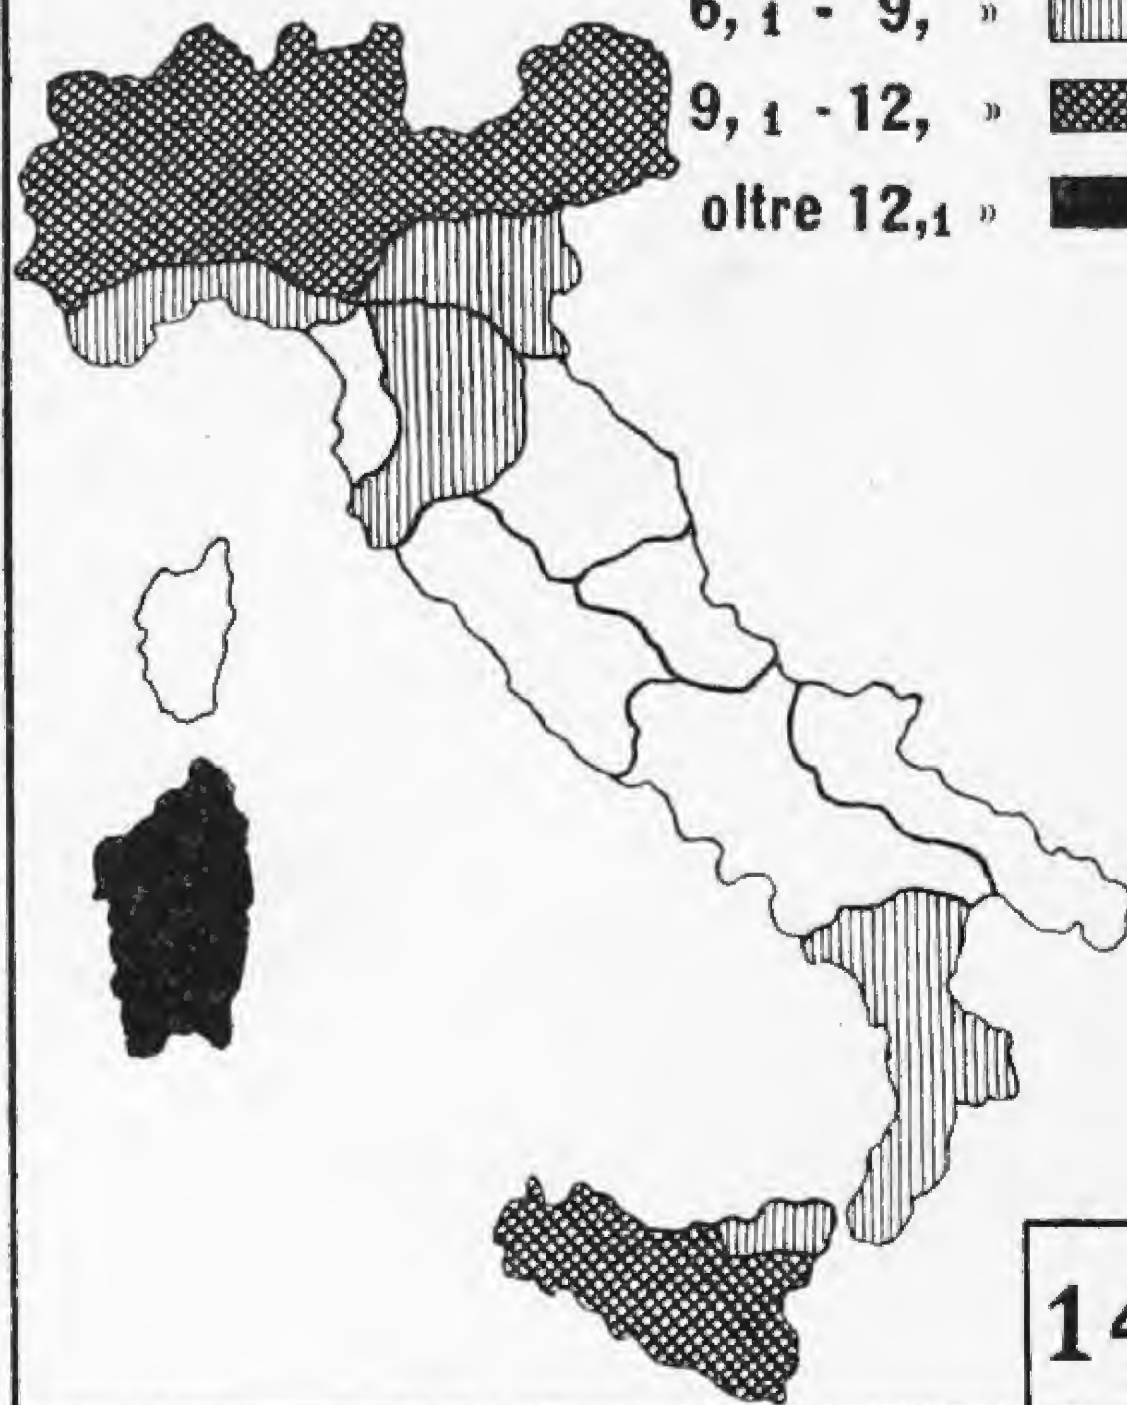 6, 1 - 9, »
9, 1 - 12, »
oltre 12,1 »
14